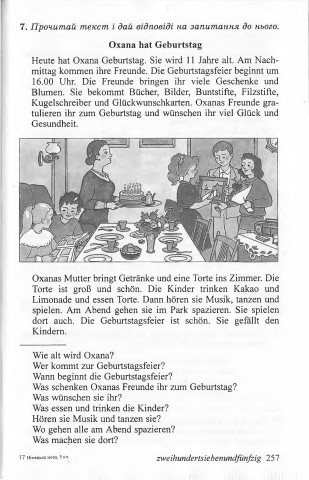 7. Прочитай текст і дай відповіді на запитання до нього.
Oxana hat Geburtstag
Heute hat Oxana Geburtstag. Sie wird 11 Jahre alt. Am Nach-
mittag kommen ihre Freunde. Die Geburtstagsfeier beginnt um
16.00 Uhr. Die Freunde bringen ihr viele Geschenke und
Blumen. Sie bekommt Bücher, Bilder, Buntstifte, Filzstifte,
Kugelschreiber und Glückwunschkarten. Oxanas Freunde gra-
tulieren ihr zum Geburtstag und wünschen ihr viel Glück und
Gesundheit.
Oxanas Mutter bringt Getränke und eine Torte ins Zimmer. Die
Torte ist groß und schön. Die Kinder trinken Kakao und
Limonade und essen Torte. Dann hören sie Musik, tanzen und
spielen. Am Abend gehen sie im Park spazieren. Sie spielen
dort auch. Die Geburtstagsfeier ist schön. Sie gefällt den
Kindern.
Wie alt wird Oxana?
Wer kommt zur Geburtstagsfeier?
Wann beginnt die Geburtstagsfeier?
Was schenken Oxanas Freunde ihr zum Geburtstag?
Was wünschen sie ihr?
Was essen und trinken die Kinder?
Hören sie Musik und tanzen sie?
Wo gehen alle am Abend spazieren?
Was machen sie dort?
17 Німецька мова, 5 кл.
zweihundertsiebenundfünfzig 257